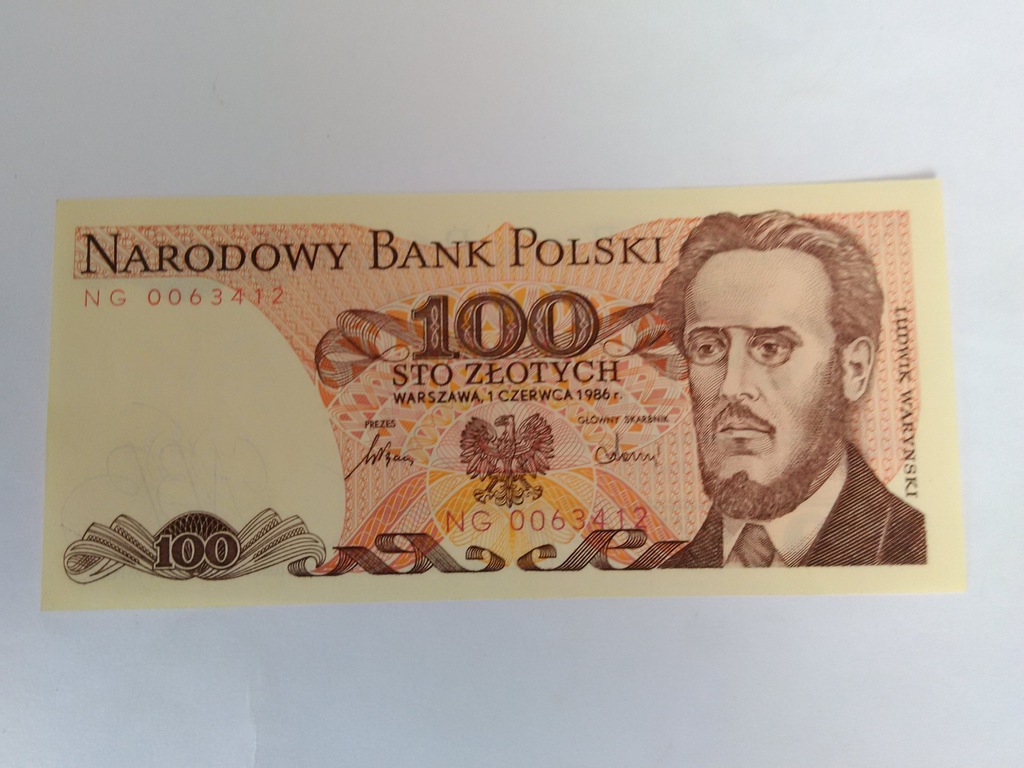 NARODOWY BANK POLSKI
NG 0063412
100
STO ZŁOTYCH
WARSZAWA, 1 CZERWCA 1986 r.
PREZES
GŁÓWNY SKARBNIK
NG 0063412
100
LUDWIK WARYŃSKI